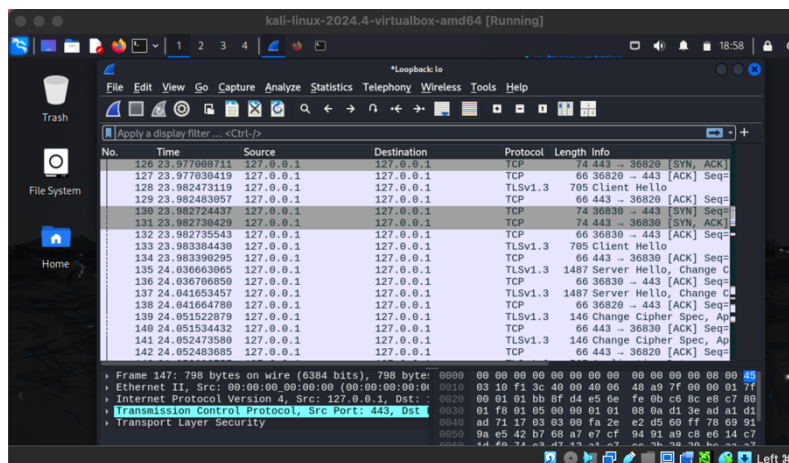 kali-linux-2024.4-virtualbox-amd64 [Running]
1 2 3 4
18:58
*Loopback: lo
File Edit View Go Capture Analyze Statistics Telephony Wireless Tools Help
Apply a display filter ... <Ctrl-/>
Trash
File System
Home
No. Time Source Destination Protocol Length Info
126 23.977008711 127.0.0.1 127.0.0.1 TCP 74 443 → 36820 [SYN, ACK]
127 23.977030419 127.0.0.1 127.0.0.1 TCP 66 36820 → 443 [ACK] Seq=
128 23.982473119 127.0.0.1 127.0.0.1 TLSv1.3 705 Client Hello
129 23.982483057 127.0.0.1 127.0.0.1 TCP 66 443 → 36820 [ACK] Seq=
130 23.982724437 127.0.0.1 127.0.0.1 TCP 74 36830 → 443 [SYN] Seq=
131 23.982730429 127.0.0.1 127.0.0.1 TCP 74 443 → 36830 [SYN, ACK]
132 23.982735543 127.0.0.1 127.0.0.1 TCP 66 36830 → 443 [ACK] Seq=
133 23.983384430 127.0.0.1 127.0.0.1 TLSv1.3 705 Client Hello
134 23.983390295 127.0.0.1 127.0.0.1 TCP 66 443 → 36830 [ACK] Seq=
135 24.036663065 127.0.0.1 127.0.0.1 TLSv1.3 1487 Server Hello, Change C
136 24.036706850 127.0.0.1 127.0.0.1 TCP 66 36830 → 443 [ACK] Seq=
137 24.041653457 127.0.0.1 127.0.0.1 TLSv1.3 1487 Server Hello, Change C
138 24.041664780 127.0.0.1 127.0.0.1 TCP 66 36820 → 443 [ACK] Seq=
139 24.051522879 127.0.0.1 127.0.0.1 TLSv1.3 146 Change Cipher Spec, Ap
140 24.051534432 127.0.0.1 127.0.0.1 TCP 66 443 → 36830 [ACK] Seq=
141 24.052473580 127.0.0.1 127.0.0.1 TLSv1.3 146 Change Cipher Spec, Ap
142 24.052483685 127.0.0.1 127.0.0.1 TCP 66 443 → 36820 [ACK] Seq=
Frame 147: 798 bytes on wire (6384 bits), 798 byte
Ethernet II, Src: 00:00:00_00:00:00 (00:00:00:00:0
Internet Protocol Version 4, Src: 127.0.0.1, Dst:
Transmission Control Protocol, Src Port: 443, Dst
Transport Layer Security
0000 00 00 00 00 00 00 00 00 00 00 00 00 08 00 45
0010 03 10 f1 3c 40 00 40 06 48 a9 7f 00 00 01 7f
0020 00 01 01 bb 8f d4 e5 6e fe 0b c6 8c e8 c7 80
0030 01 f8 01 05 00 00 01 01 08 0a d1 3e ad a1 d1
0040 ad 71 17 03 03 00 fa 2e e2 d5 60 ff 78 69 91
0050 9a e5 42 b7 68 a7 e7 cf 94 91 a9 c8 e6 14 c7
Left